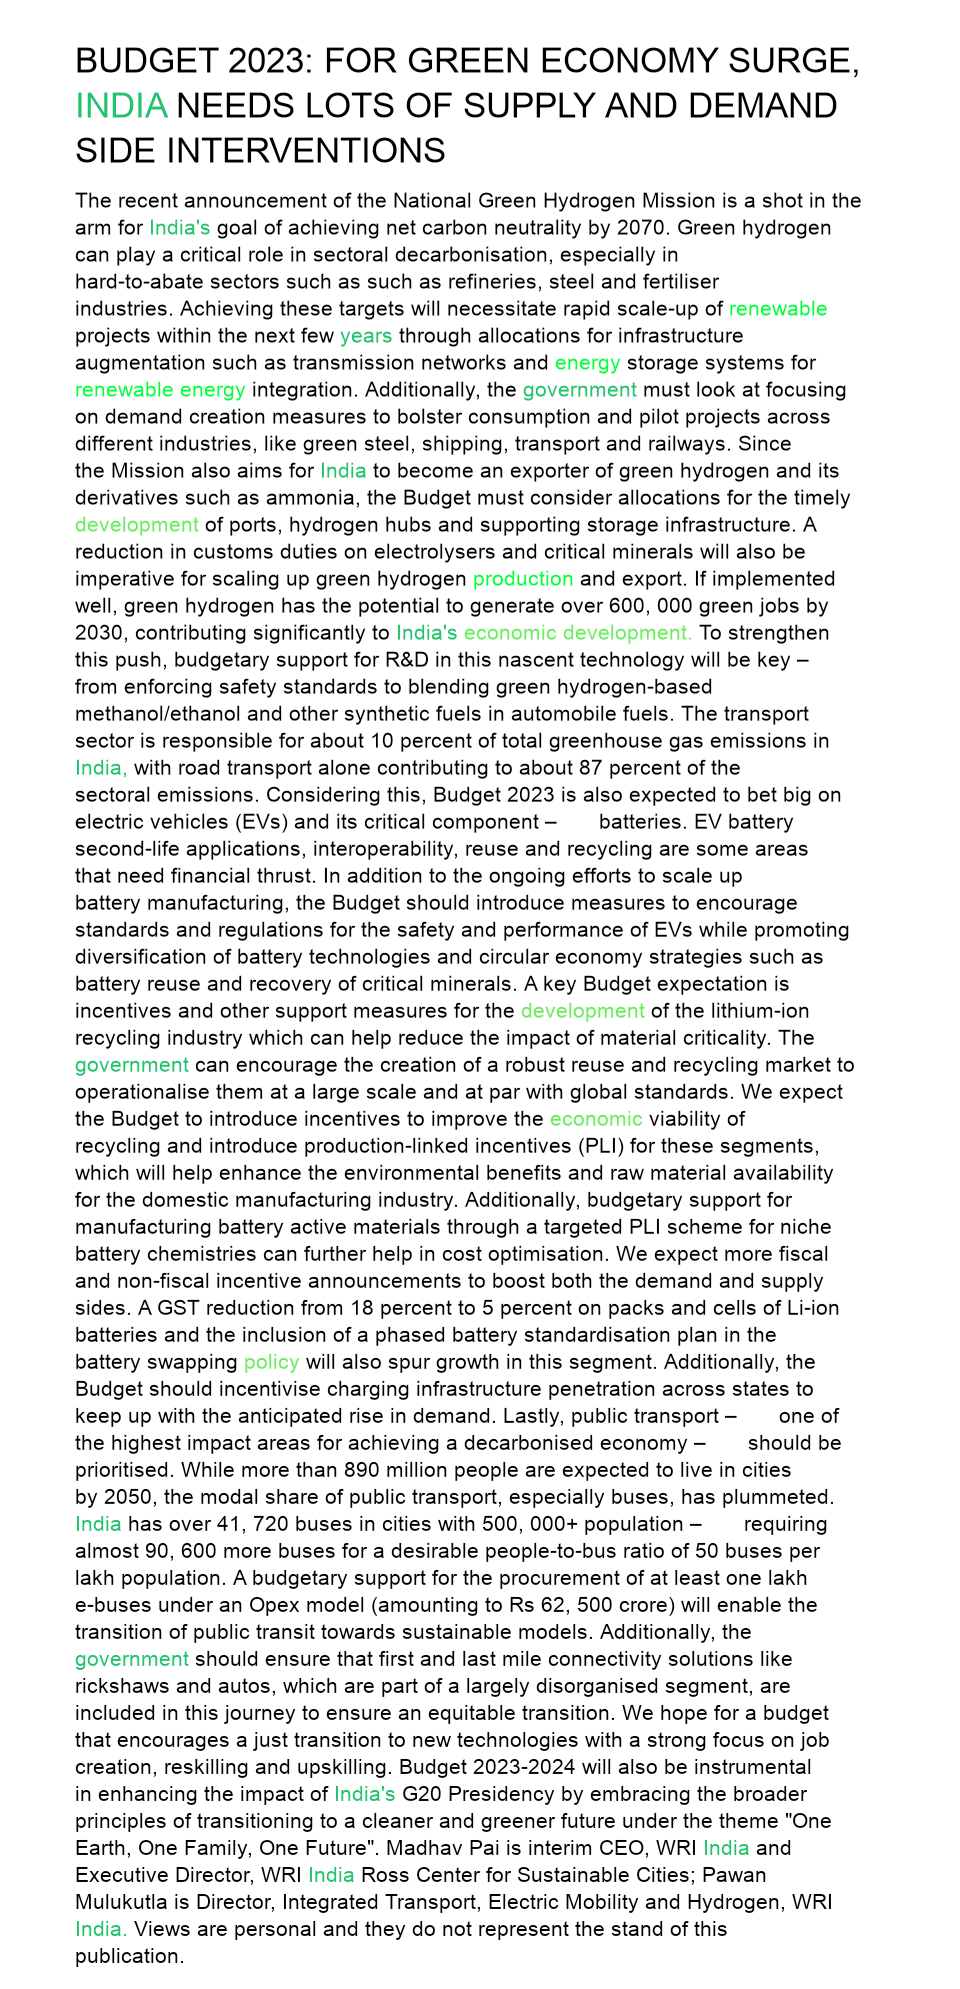 BUDGET 2023: FOR GREEN ECONOMY SURGE,
INDIA NEEDS LOTS OF SUPPLY AND DEMAND
SIDE INTERVENTIONS
The recent announcement of the National Green Hydrogen Mission is a shot in the
arm for India's goal of achieving net carbon neutrality by 2070. Green hydrogen
can play a critical role in sectoral decarbonisation, especially in
hard-to-abate sectors such as such as refineries, steel and fertiliser
industries. Achieving these targets will necessitate rapid scale-up of renewable
projects within the next few years through allocations for infrastructure
augmentation such as transmission networks and energy storage systems for
renewable energy integration. Additionally, the government must look at focusing
on demand creation measures to bolster consumption and pilot projects across
different industries, like green steel, shipping, transport and railways. Since
the Mission also aims for India to become an exporter of green hydrogen and its
derivatives such as ammonia, the Budget must consider allocations for the timely
development of ports, hydrogen hubs and supporting storage infrastructure. A
reduction in customs duties on electrolysers and critical minerals will also be
imperative for scaling up green hydrogen production and export. If implemented
well, green hydrogen has the potential to generate over 600, 000 green jobs by
2030, contributing significantly to India's economic development. To strengthen
this push, budgetary support for R&D in this nascent technology will be key –
from enforcing safety standards to blending green hydrogen-based
methanol/ethanol and other synthetic fuels in automobile fuels. The transport
sector is responsible for about 10 percent of total greenhouse gas emissions in
India, with road transport alone contributing to about 87 percent of the
sectoral emissions. Considering this, Budget 2023 is also expected to bet big on
electric vehicles (EVs) and its critical component – batteries. EV battery
second-life applications, interoperability, reuse and recycling are some areas
that need financial thrust. In addition to the ongoing efforts to scale up
battery manufacturing, the Budget should introduce measures to encourage
standards and regulations for the safety and performance of EVs while promoting
diversification of battery technologies and circular economy strategies such as
battery reuse and recovery of critical minerals. A key Budget expectation is
incentives and other support measures for the development of the lithium-ion
recycling industry which can help reduce the impact of material criticality. The
government can encourage the creation of a robust reuse and recycling market to
operationalise them at a large scale and at par with global standards. We expect
the Budget to introduce incentives to improve the economic viability of
recycling and introduce production-linked incentives (PLI) for these segments,
which will help enhance the environmental benefits and raw material availability
for the domestic manufacturing industry. Additionally, budgetary support for
manufacturing battery active materials through a targeted PLI scheme for niche
battery chemistries can further help in cost optimisation. We expect more fiscal
and non-fiscal incentive announcements to boost both the demand and supply
sides. A GST reduction from 18 percent to 5 percent on packs and cells of Li-ion
batteries and the inclusion of a phased battery standardisation plan in the
battery swapping policy will also spur growth in this segment. Additionally, the
Budget should incentivise charging infrastructure penetration across states to
keep up with the anticipated rise in demand. Lastly, public transport – one of
the highest impact areas for achieving a decarbonised economy – should be
prioritised. While more than 890 million people are expected to live in cities
by 2050, the modal share of public transport, especially buses, has plummeted.
India has over 41, 720 buses in cities with 500, 000+ population – requiring
almost 90, 600 more buses for a desirable people-to-bus ratio of 50 buses per
lakh population. A budgetary support for the procurement of at least one lakh
e-buses under an Opex model (amounting to Rs 62, 500 crore) will enable the
transition of public transit towards sustainable models. Additionally, the
government should ensure that first and last mile connectivity solutions like
rickshaws and autos, which are part of a largely disorganised segment, are
included in this journey to ensure an equitable transition. We hope for a budget
that encourages a just transition to new technologies with a strong focus on job
creation, reskilling and upskilling. Budget 2023-2024 will also be instrumental
in enhancing the impact of India's G20 Presidency by embracing the broader
principles of transitioning to a cleaner and greener future under the theme "One
Earth, One Family, One Future". Madhav Pai is interim CEO, WRI India and
Executive Director, WRI India Ross Center for Sustainable Cities; Pawan
Mulukutla is Director, Integrated Transport, Electric Mobility and Hydrogen, WRI
India. Views are personal and they do not represent the stand of this
publication.